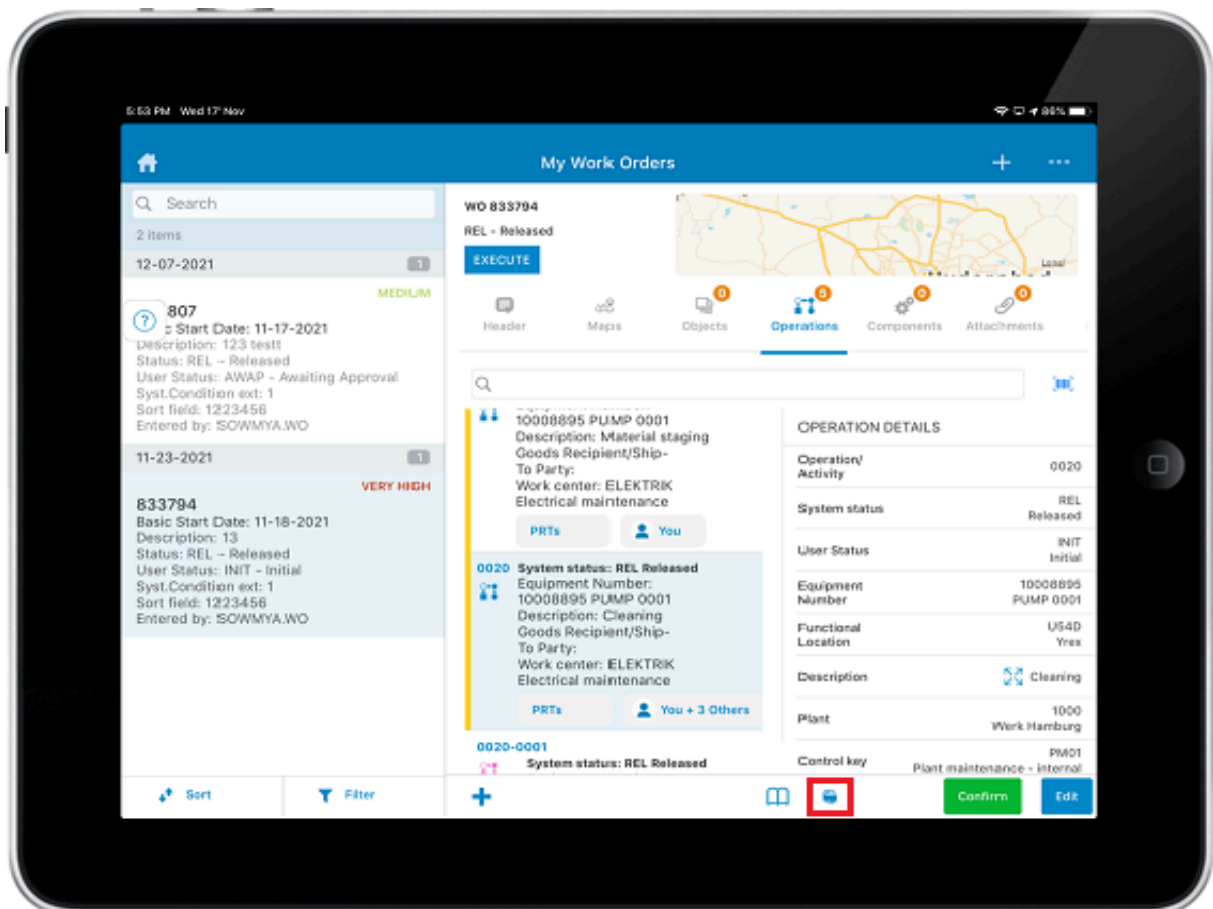 5:53 PM Wed 17 Nov
86%
My Work Orders
Search
2 items
12-07-2021 1
MEDIUM
807
c Start Date: 11-17-2021
Description: 123 testt
Status: REL – Released
User Status: AWAP – Awaiting Approval
Syst.Condition ext: 1
Sort field: 1223456
Entered by: SOWMYA.WO
11-23-2021 1
VERY HIGH
833794
Basic Start Date: 11-18-2021
Description: 13
Status: REL – Released
User Status: INIT – Initial
Syst.Condition ext: 1
Sort field: 1223456
Entered by: SOWMYA.WO
Sort
Filter
WO 833794
REL - Released
EXECUTE
Header
Maps
Objects 0
Operations 5
Components 0
Attachments 0
10008895 PUMP 0001
Description: Material staging
Goods Recipient/Ship-
To Party:
Work center: ELEKTRIK
Electrical maintenance
PRTs
You
0020 System status:: REL Released
Equipment Number:
10008895 PUMP 0001
Description: Cleaning
Goods Recipient/Ship-
To Party:
Work center: ELEKTRIK
Electrical maintenance
PRTs
You + 3 Others
0020-0001
System status: REL Released
OPERATION DETAILS
Operation/
Activity
0020
System status
REL
Released
User Status
INIT
Initial
Equipment
Number
10008895
PUMP 0001
Functional
Location
US4D
Yrex
Description
Cleaning
Plant
1000
Werk Hamburg
Control key
PM01
Plant maintenance - internal
Confirm
Edit